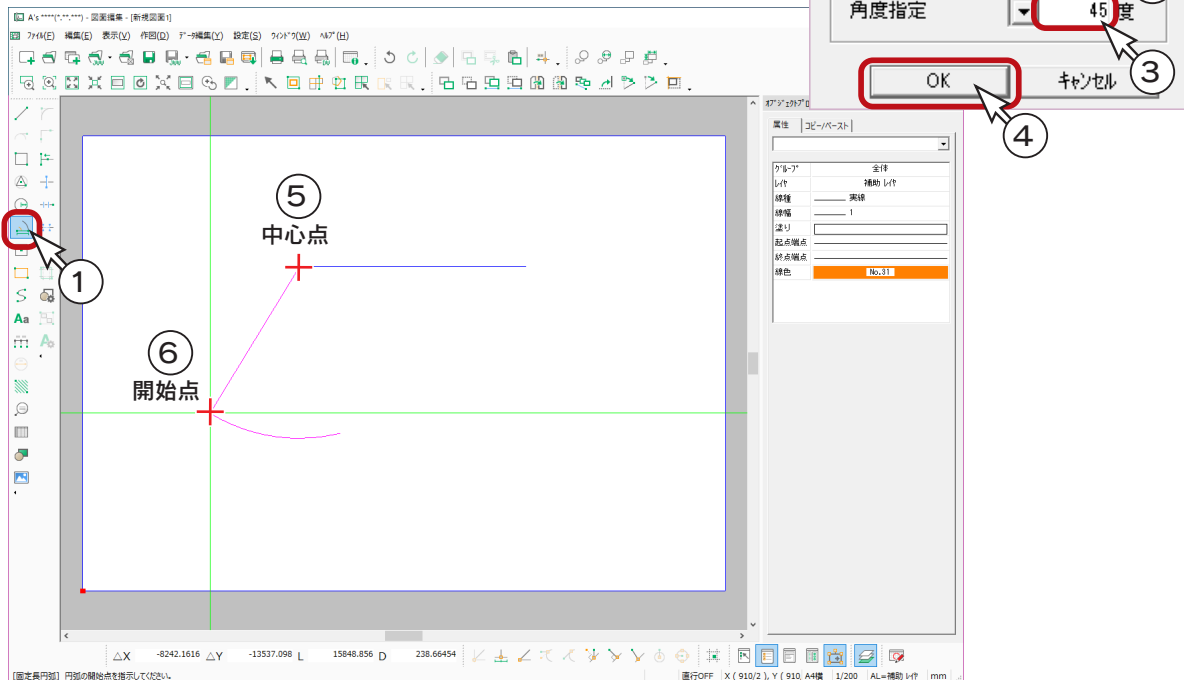 A's ****(*.**.***) - 図面編集 - [新規図面1]
ﾌｧｲﾙ(F) 編集(E) 表示(V) 作図(D) ﾃﾞｰﾀ編集(Y) 設定(S) ｳｨﾝﾄﾞｳ(W) ﾍﾙﾌﾟ(H)
角度指定 45 度
③
OK キャンセル
④
ｵﾌﾞｼﾞｪｸﾄﾌﾟﾛ
属性 コピー/ペースト
ｸﾞﾙｰﾌﾟ 全体
ﾚｲﾔ 補助ﾚｲﾔ
線種 実線
線幅 1
塗り
起点端点
終点端点
線色 No.31
①
⑤
中心点
⑥
開始点
Aa
△X -8242.1616 △Y -13537.098 L 15848.856 D 238.66454
[固定長円弧] 円弧の開始点を指示してください。
直行OFF X ( 910/2 ), Y ( 910, A4横 1/200 AL=補助ﾚｲﾔ mm